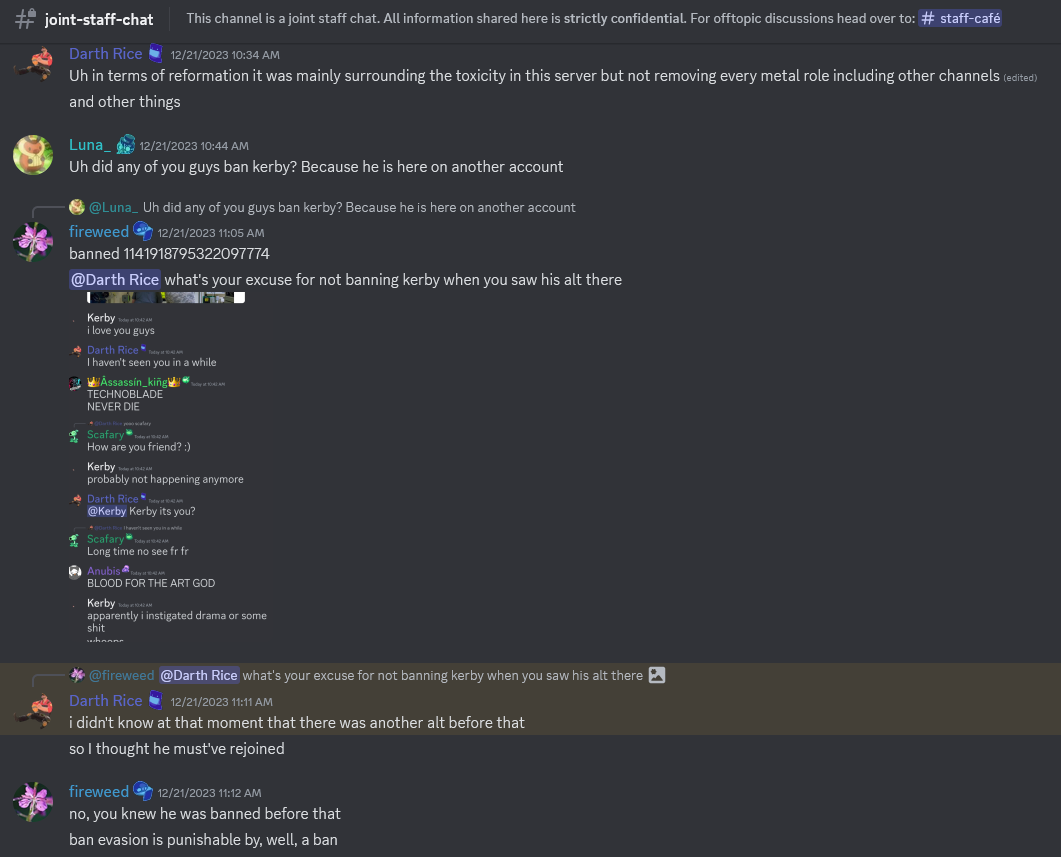 joint-staff-chat
This channel is a joint staff chat. All information shared here is strictly confidential. For offtopic discussions head over to: # staff-café
Darth Rice 12/21/2023 10:34 AM
Uh in terms of reformation it was mainly surrounding the toxicity in this server but not removing every metal role including other channels (edited)
and other things
Luna_ 12/21/2023 10:44 AM
Uh did any of you guys ban kerby? Because he is here on another account
@Luna_ Uh did any of you guys ban kerby? Because he is here on another account
fireweed 12/21/2023 11:05 AM
banned 1141918795322097774
@Darth Rice what's your excuse for not banning kerby when you saw his alt there
Kerby Today at 10:42 AM
i love you guys
Darth Rice Today at 10:42 AM
I haven't seen you in a while
👑Ãssassín_kiñg👑 Today at 10:42 AM
TECHNOBLADE
NEVER DIE
Scafary Today at 10:42 AM
How are you friend? :)
Kerby Today at 10:42 AM
probably not happening anymore
Darth Rice Today at 10:42 AM
@Kerby Kerby its you?
@Darth Rice I haven't seen you in a while
Scafary Today at 10:42 AM
Long time no see fr fr
Anubis Today at 10:42 AM
BLOOD FOR THE ART GOD
Kerby Today at 10:42 AM
apparently i instigated drama or some
shit
whoops
@fireweed @Darth Rice what's your excuse for not banning kerby when you saw his alt there
Darth Rice 12/21/2023 11:11 AM
i didn't know at that moment that there was another alt before that
so I thought he must've rejoined
fireweed 12/21/2023 11:12 AM
no, you knew he was banned before that
ban evasion is punishable by, well, a ban